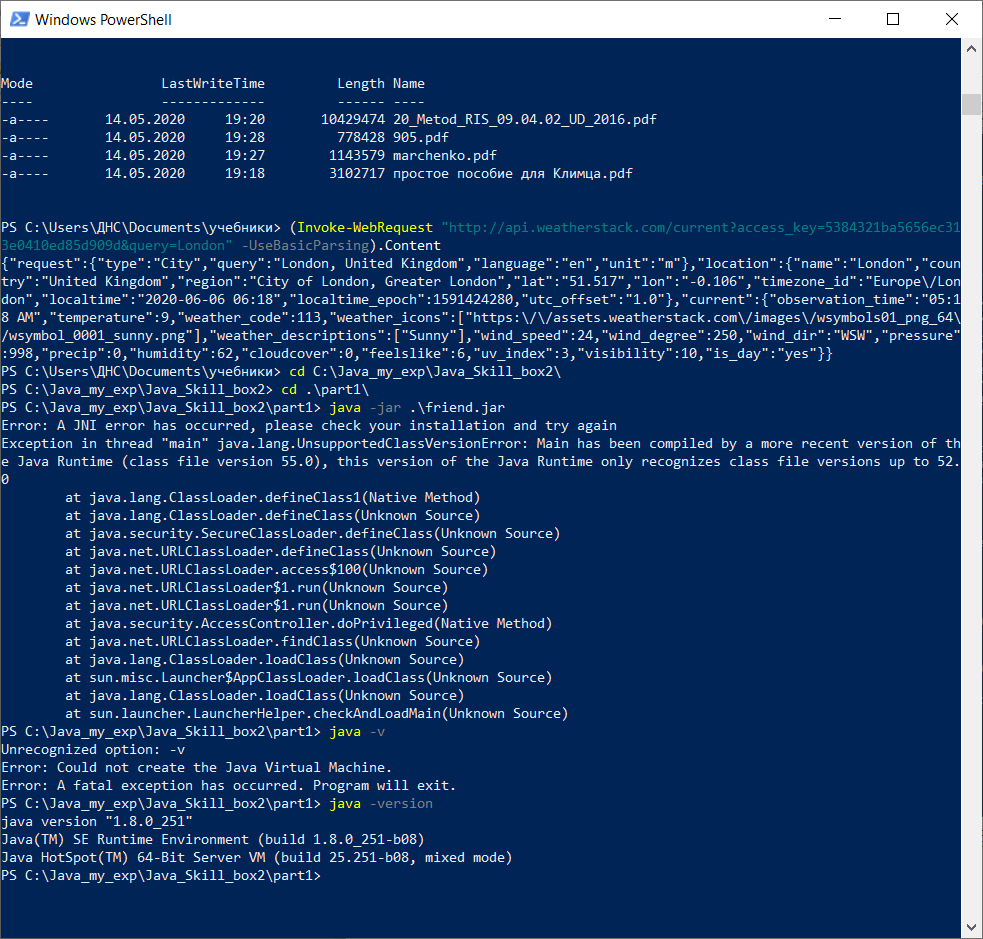 Windows PowerShell
Mode                LastWriteTime         Length Name
----                -------------         ------ ----
-a----       14.05.2020     19:20       10429474 20_Metod_RIS_09.04.02_UD_2016.pdf
-a----       14.05.2020     19:28         778428 905.pdf
-a----       14.05.2020     19:27        1143579 marchenko.pdf
-a----       14.05.2020     19:18        3102717 простое пособие для Климца.pdf
PS C:\Users\ДНС\Documents\учебники> (Invoke-WebRequest "http://api.weatherstack.com/current?access_key=5384321ba5656ec31
3e0410ed85d909d&query=London" -UseBasicParsing).Content
{"request":{"type":"City","query":"London, United Kingdom","language":"en","unit":"m"},"location":{"name":"London","coun
try":"United Kingdom","region":"City of London, Greater London","lat":"51.517","lon":"-0.106","timezone_id":"Europe\/Lon
don","localtime":"2020-06-06 06:18","localtime_epoch":1591424280,"utc_offset":"1.0"},"current":{"observation_time":"05:1
8 AM","temperature":9,"weather_code":113,"weather_icons":["https:\/\/assets.weatherstack.com\/images\/wsymbols01_png_64\
/wsymbol_0001_sunny.png"],"weather_descriptions":["Sunny"],"wind_speed":24,"wind_degree":250,"wind_dir":"WSW","pressure"
:998,"precip":0,"humidity":62,"cloudcover":0,"feelslike":6,"uv_index":3,"visibility":10,"is_day":"yes"}}
PS C:\Users\ДНС\Documents\учебники> cd C:\Java_my_exp\Java_Skill_box2\
PS C:\Java_my_exp\Java_Skill_box2> cd .\part1\
PS C:\Java_my_exp\Java_Skill_box2\part1> java -jar .\friend.jar
Error: A JNI error has occurred, please check your installation and try again
Exception in thread "main" java.lang.UnsupportedClassVersionError: Main has been compiled by a more recent version of th
e Java Runtime (class file version 55.0), this version of the Java Runtime only recognizes class file versions up to 52.
0
        at java.lang.ClassLoader.defineClass1(Native Method)
        at java.lang.ClassLoader.defineClass(Unknown Source)
        at java.security.SecureClassLoader.defineClass(Unknown Source)
        at java.net.URLClassLoader.defineClass(Unknown Source)
        at java.net.URLClassLoader.access$100(Unknown Source)
        at java.net.URLClassLoader$1.run(Unknown Source)
        at java.net.URLClassLoader$1.run(Unknown Source)
        at java.security.AccessController.doPrivileged(Native Method)
        at java.net.URLClassLoader.findClass(Unknown Source)
        at java.lang.ClassLoader.loadClass(Unknown Source)
        at sun.misc.Launcher$AppClassLoader.loadClass(Unknown Source)
        at java.lang.ClassLoader.loadClass(Unknown Source)
        at sun.launcher.LauncherHelper.checkAndLoadMain(Unknown Source)
PS C:\Java_my_exp\Java_Skill_box2\part1> java -v
Unrecognized option: -v
Error: Could not create the Java Virtual Machine.
Error: A fatal exception has occurred. Program will exit.
PS C:\Java_my_exp\Java_Skill_box2\part1> java -version
java version "1.8.0_251"
Java(TM) SE Runtime Environment (build 1.8.0_251-b08)
Java HotSpot(TM) 64-Bit Server VM (build 25.251-b08, mixed mode)
PS C:\Java_my_exp\Java_Skill_box2\part1>